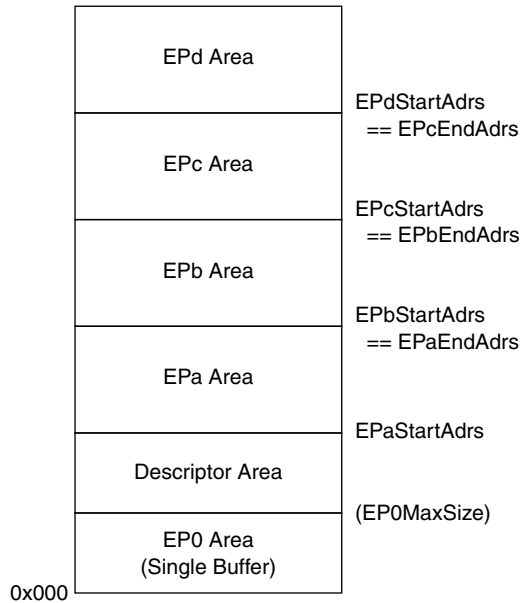 EPd Area
EPdStartAdrs
== EPcEndAdrs
EPc Area
EPcStartAdrs
== EPbEndAdrs
EPb Area
EPbStartAdrs
== EPaEndAdrs
EPa Area
EPaStartAdrs
Descriptor Area
(EP0MaxSize)
EP0 Area
(Single Buffer)
0x000